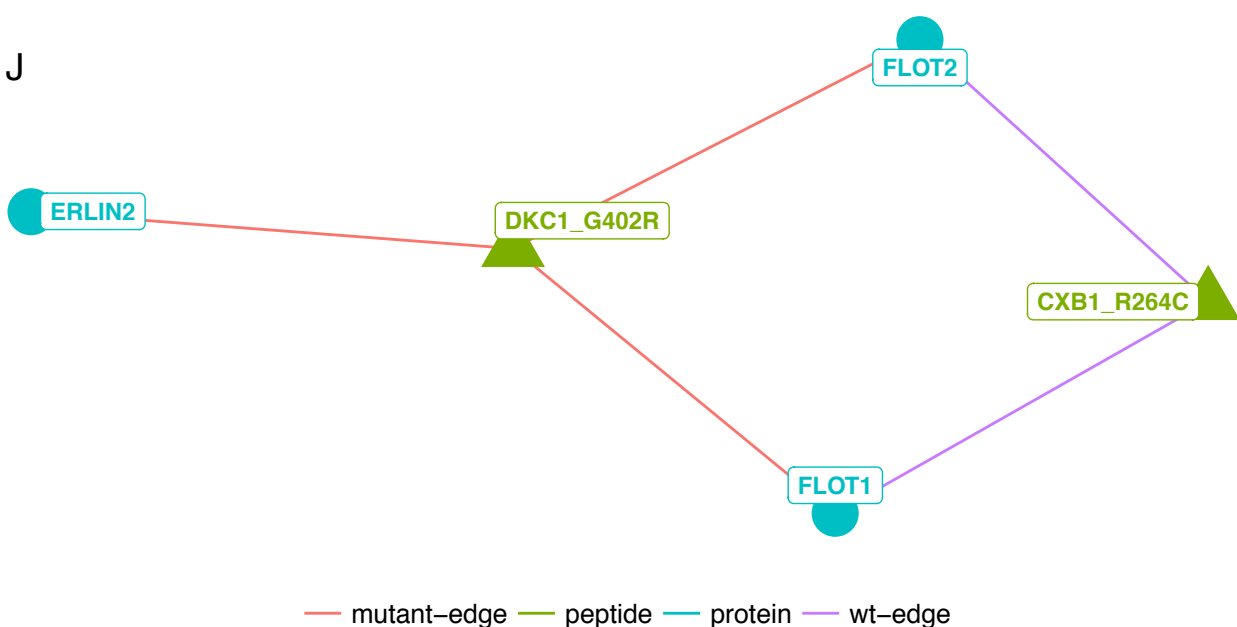 J
FLOT2
ERLIN2
DKC1_G402R
CXB1_R264C
FLOT1
mutant−edge peptide protein wt−edge